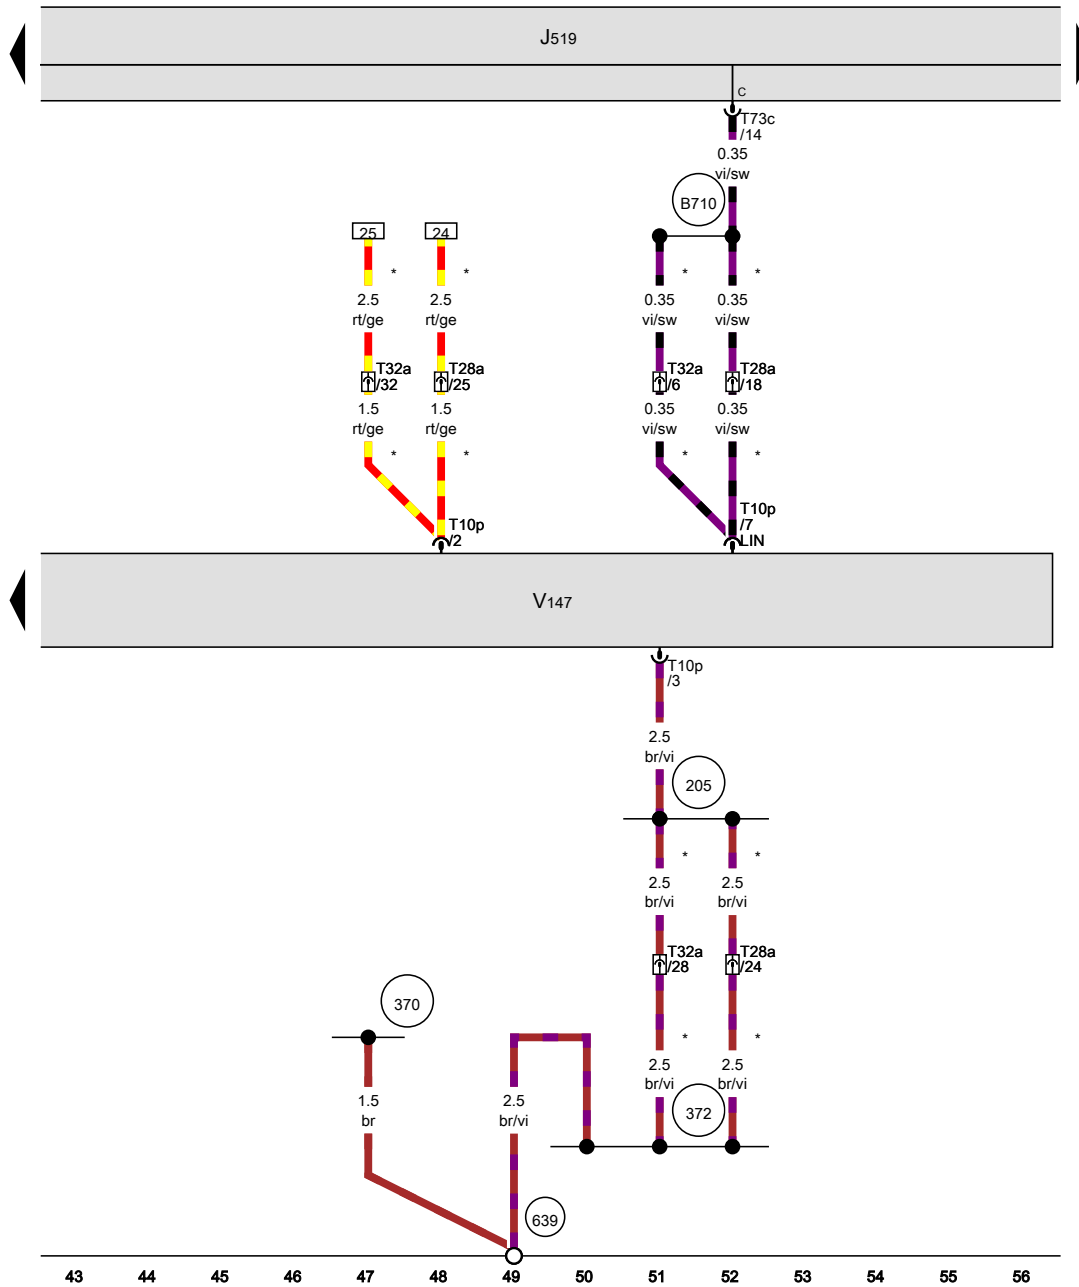 J519
c
T73c
/14
0.35
vi/sw
B710
25 24
* * * *
2.5 2.5 0.35 0.35
rt/ge rt/ge vi/sw vi/sw
T32a T28a T32a T28a
/32 /25 /6 /18
1.5 1.5 0.35 0.35
rt/ge rt/ge vi/sw vi/sw
* * * *
T10p T10p
/2 /7
LIN
V147
T10p
/3
2.5
br/vi
205
* *
2.5 2.5
br/vi br/vi
T32a T28a
/28 /24
370
* *
2.5 2.5
br/vi br/vi
1.5 2.5
br br/vi
372
639
43 44 45 46 47 48 49 50 51 52 53 54 55 56